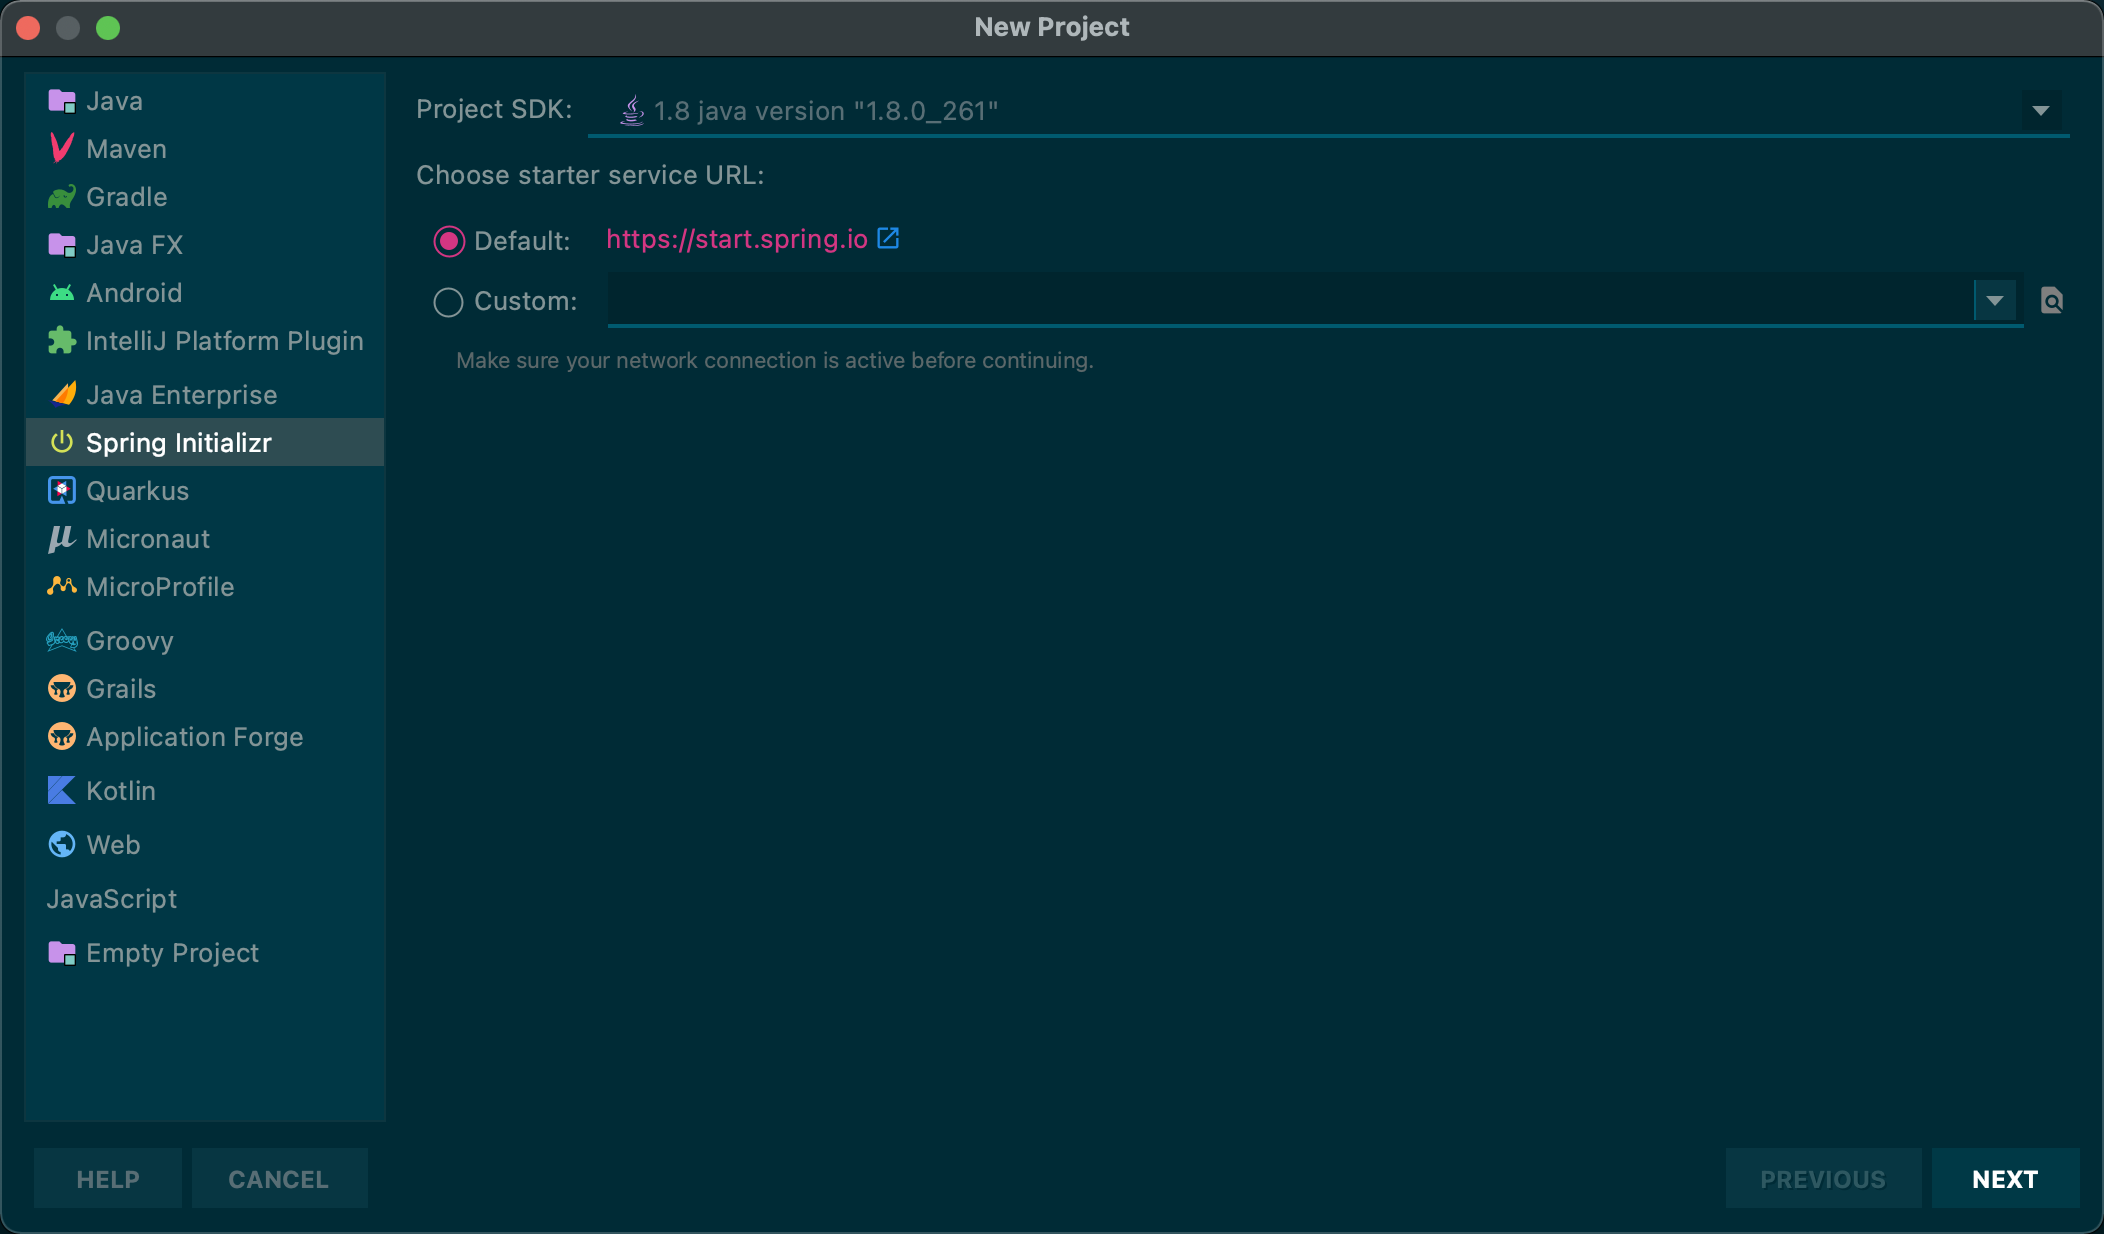 New Project
Java
Maven
Gradle
Java FX
Android
IntelliJ Platform Plugin
Java Enterprise
Spring Initializr
Quarkus
Micronaut
MicroProfile
Groovy
Grails
Application Forge
Kotlin
Web
JavaScript
Empty Project
Project SDK: 1.8 java version "1.8.0_261"
Choose starter service URL:
Default: https://start.spring.io
Custom:
Make sure your network connection is active before continuing.
HELP CANCEL PREVIOUS NEXT